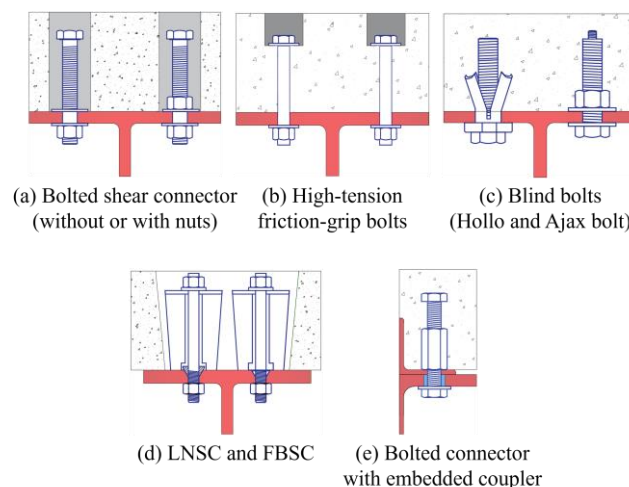 (a) Bolted shear connector
(without or with nuts)
(b) High-tension
friction-grip bolts
(c) Blind bolts
(Hollo and Ajax bolt)
(d) LNSC and FBSC
(e) Bolted connector
with embedded coupler